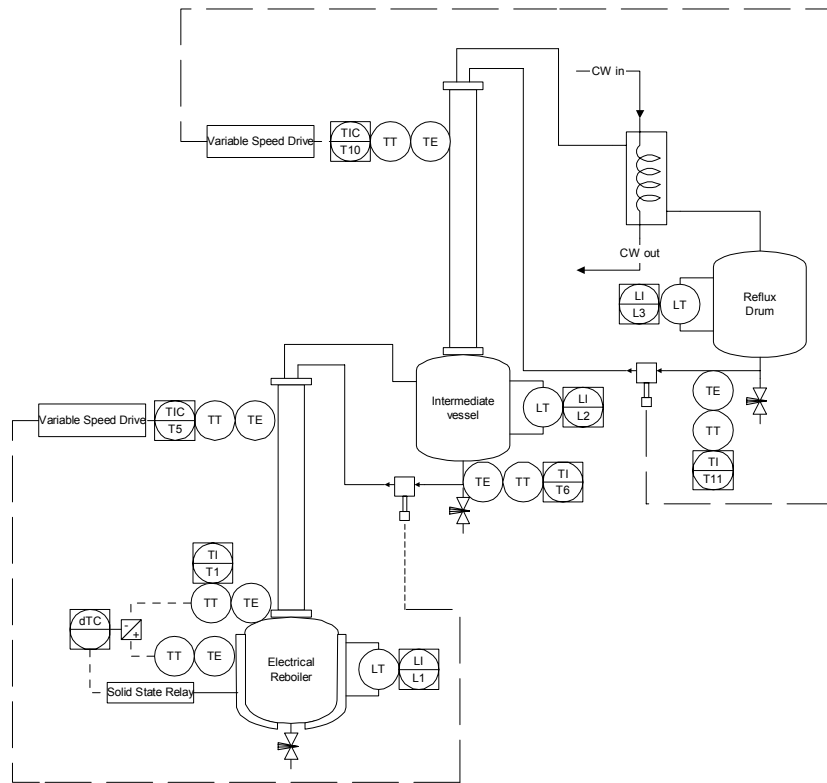 CW in
Variable Speed Drive
TIC
T10
TT
TE
CW out
LI
L3
LT
Reflux
Drum
Intermediate
vessel
LT
LI
L2
TE
TT
TI
T11
Variable Speed Drive
TIC
T5
TT
TE
TE
TT
TI
T6
TI
T1
TT
TE
dTC
-
+
TT
TE
Electrical
Reboiler
LT
LI
L1
Solid State Relay